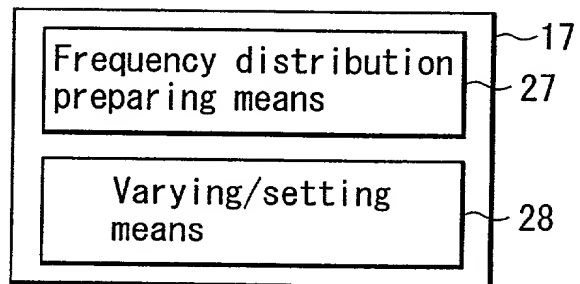 17
Frequency distribution
preparing means
27
Varying/setting
means
28